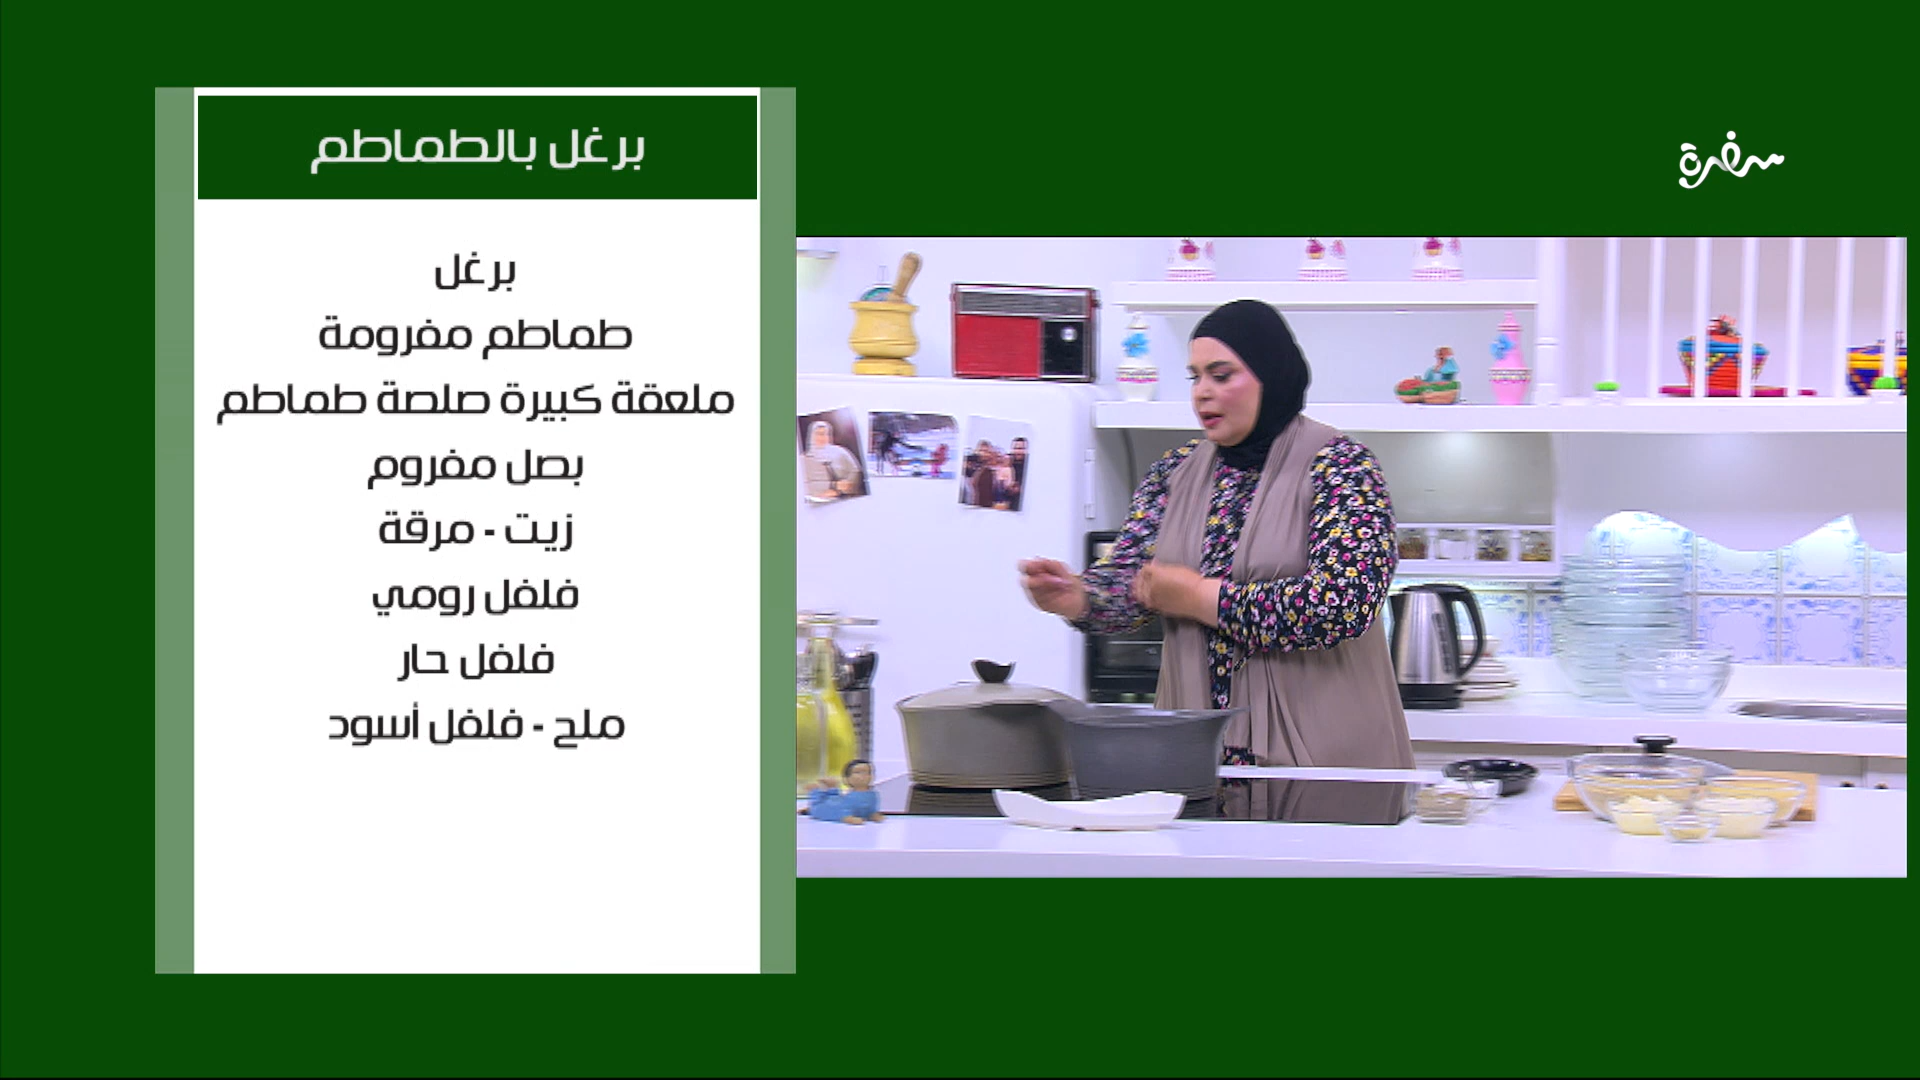 برغل بالطماطم
سفرة
برغل
طماطم مفرومة
ملعقة كبيرة صلصة طماطم
بصل مفروم
زيت - مرقة
فلفل رومي
فلفل حار
ملح - فلفل أسود